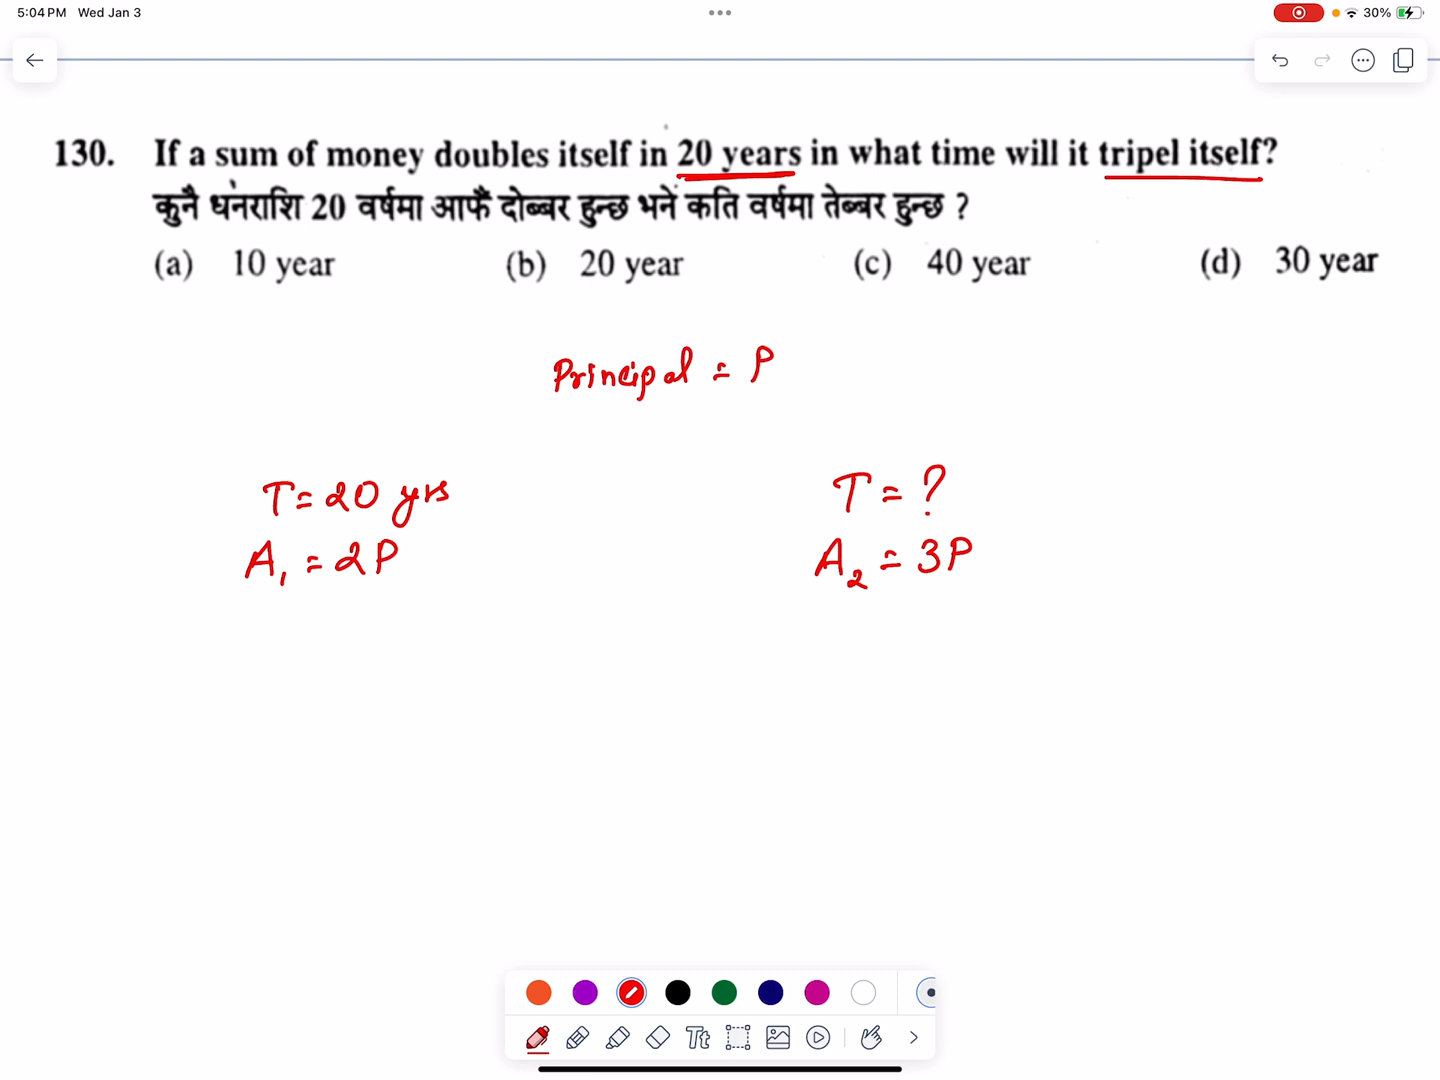 5:04 PM Wed Jan 3
30%
130. If a sum of money doubles itself in 20 years in what time will it tripel itself?
कुनै धनराशि 20 वर्षमा आफैं दोब्बर हुन्छ भने कति वर्षमा तेब्बर हुन्छ ?
(a) 10 year (b) 20 year (c) 40 year (d) 30 year
Principal = P
T = 20 yrs T = ?
A₁ = 2P A₂ = 3P
Tt